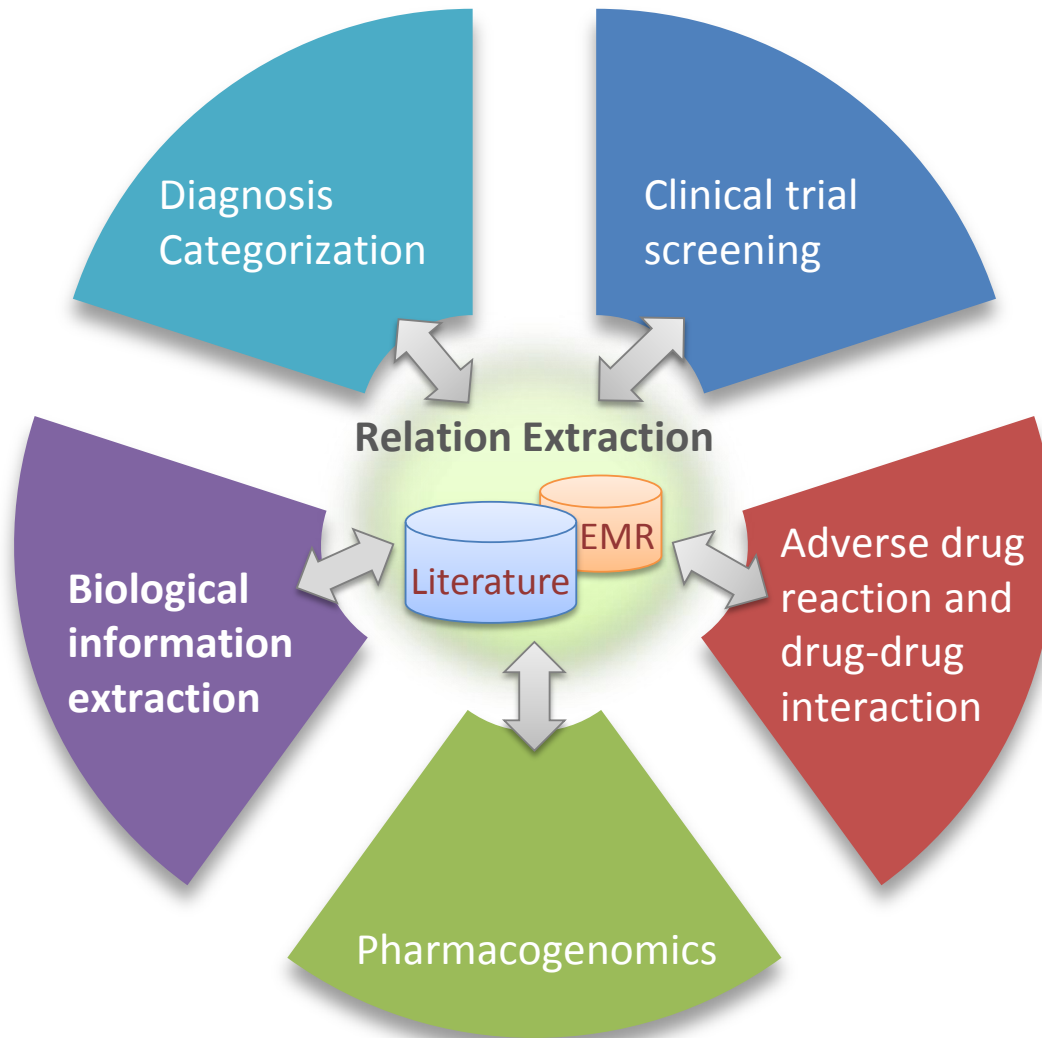 Diagnosis
Categorization
Clinical trial
screening
Relation Extraction
EMR
Literature
Biological
information
extraction
Adverse drug
reaction and
drug-drug
interaction
Pharmacogenomics